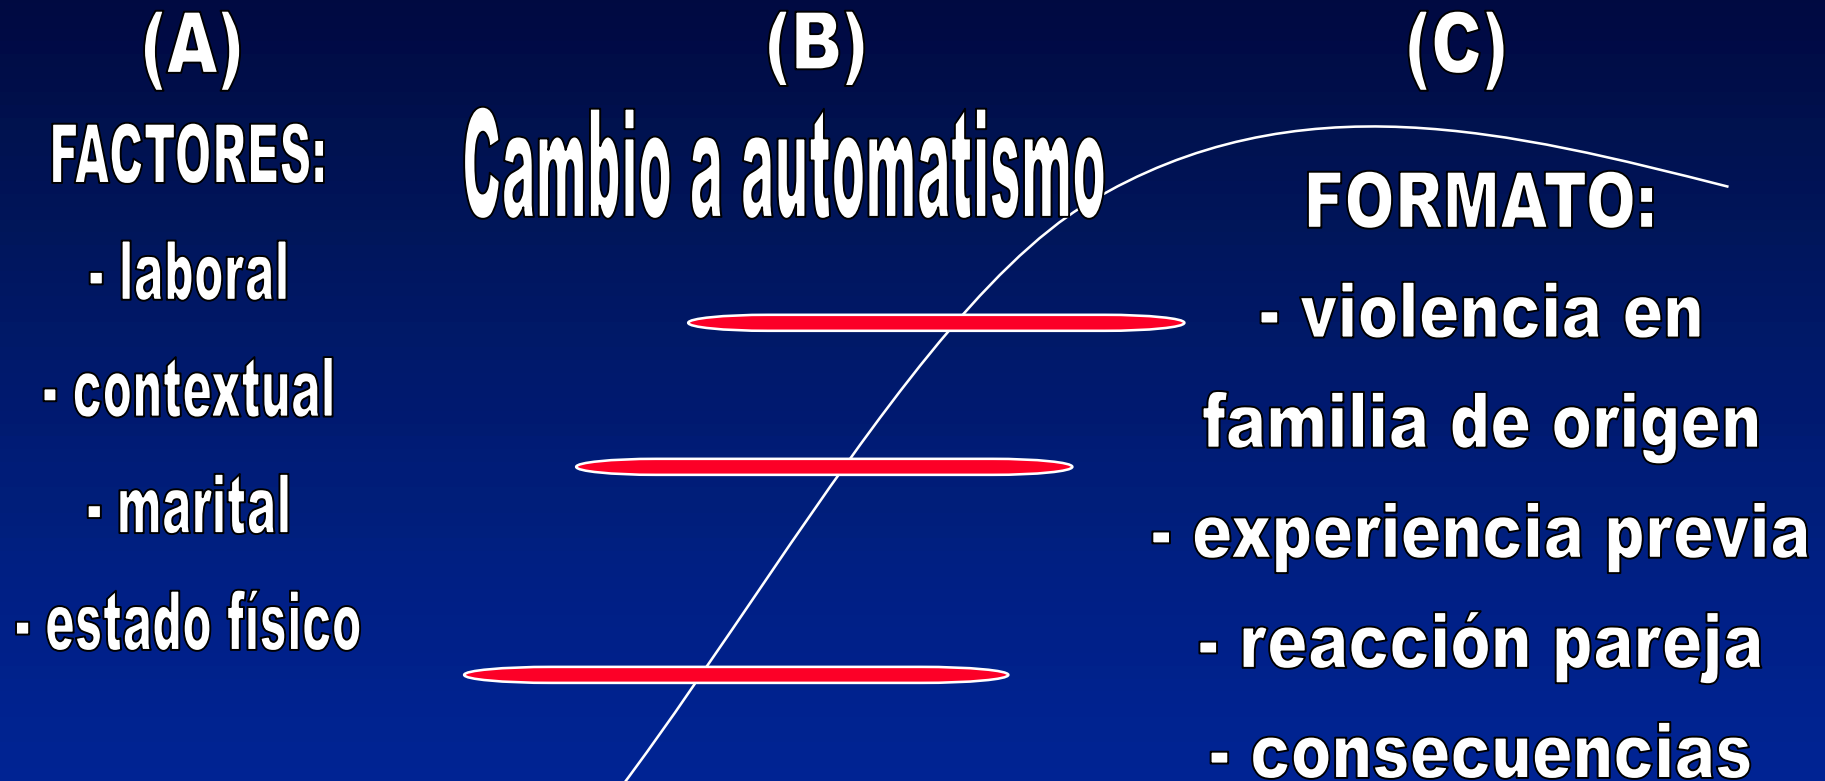 (A)
FACTORES:
- laboral
- contextual
- marital
- estado físico
(B)
Cambio a automatismo
(C)
FORMATO:
- violencia en
familia de origen
- experiencia previa
- reacción pareja
- consecuencias